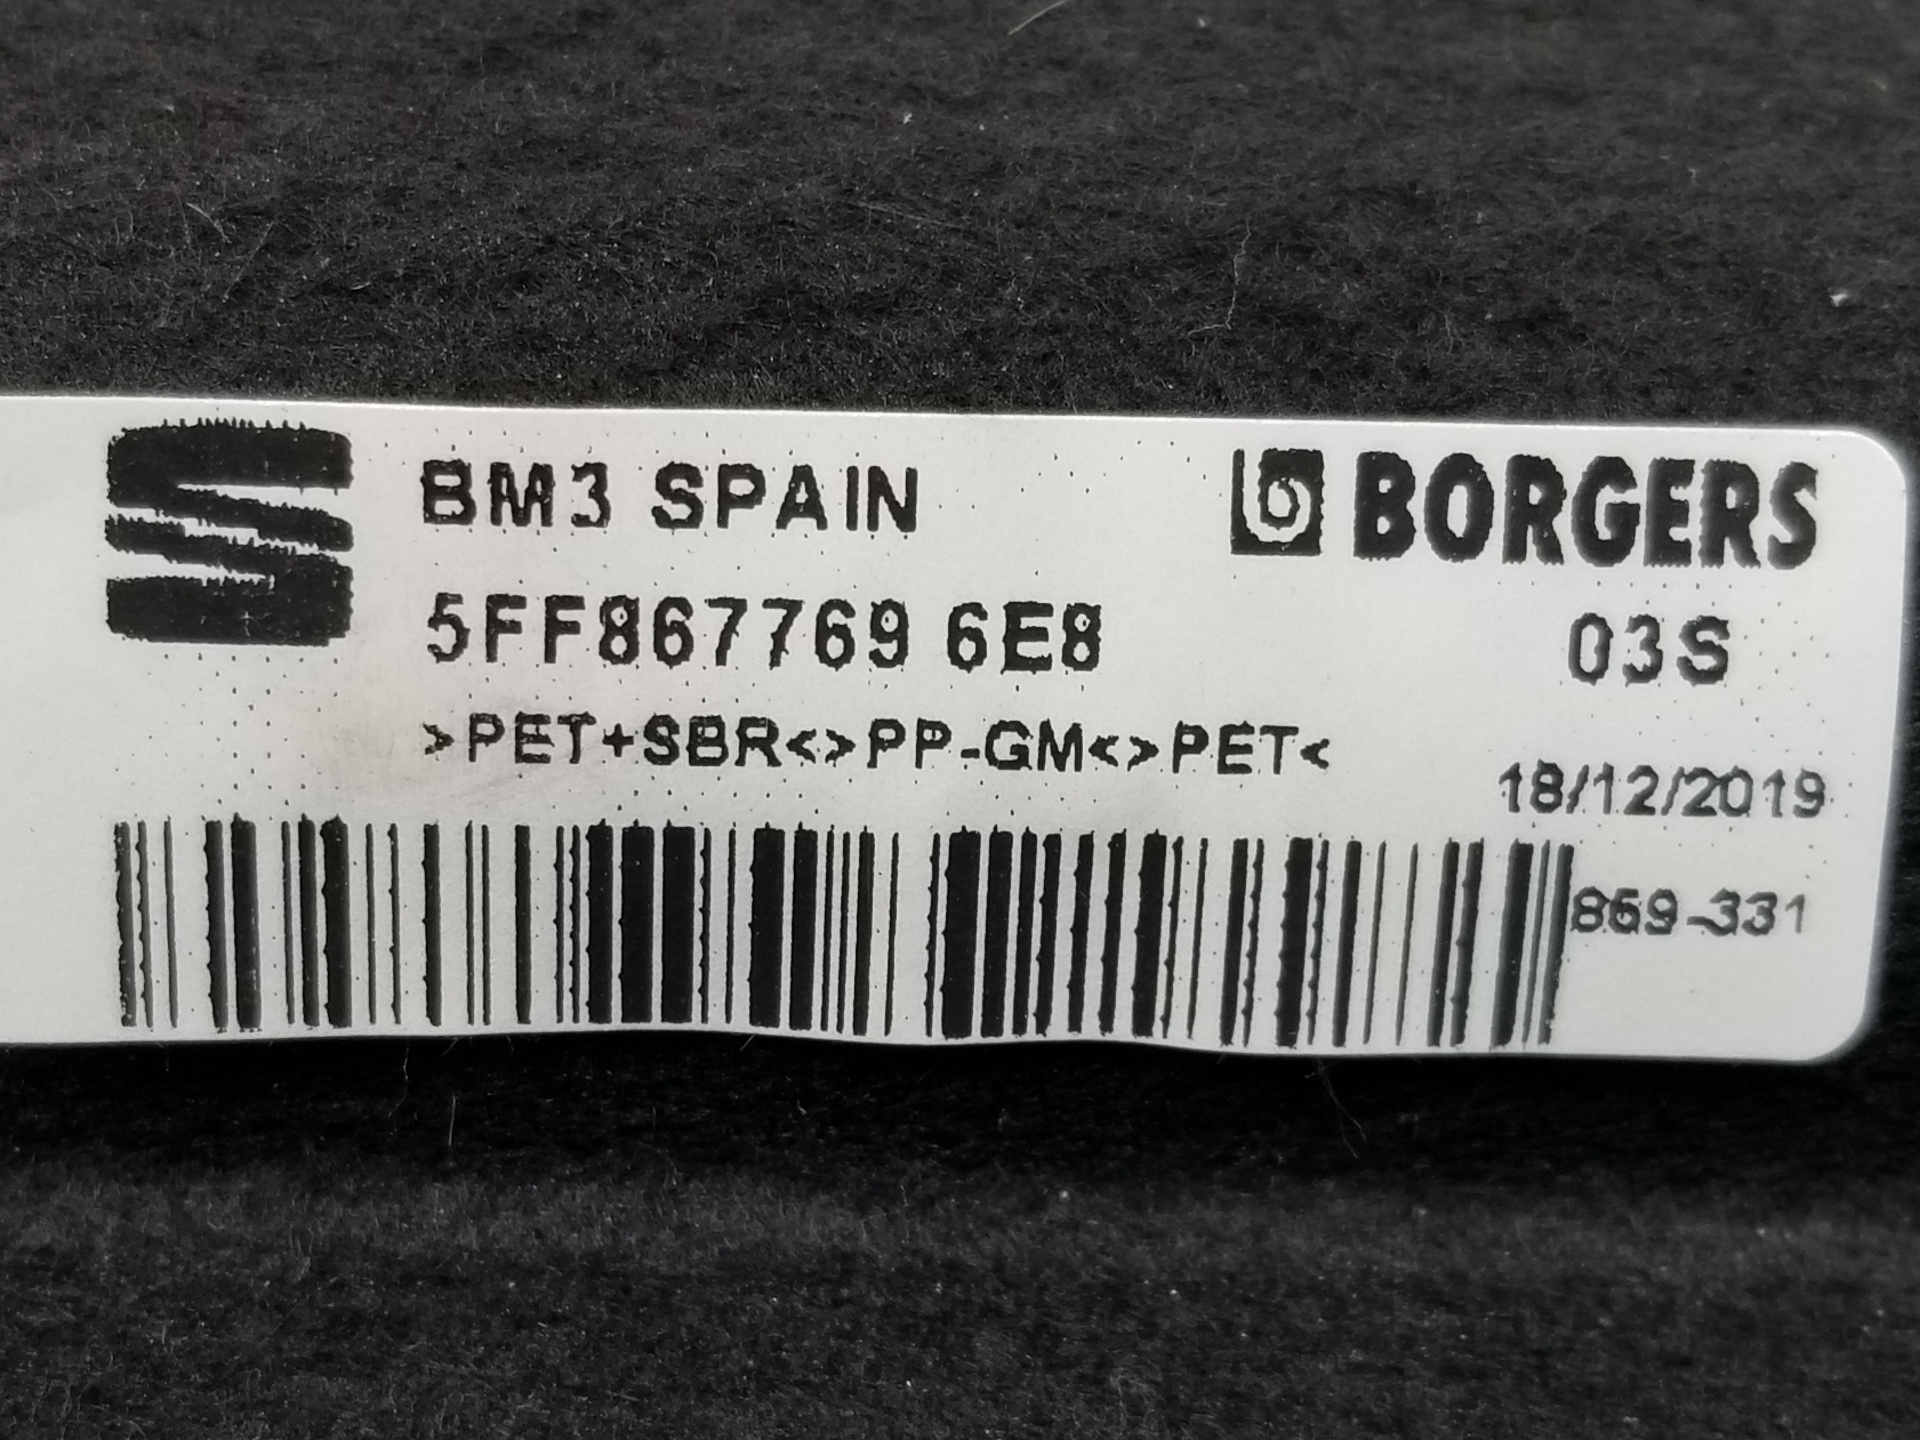 BM3 SPAIN
BORGERS
5FF867769 6E8
03S
>PET+SBR<>PP-GM<>PET<
18/12/2019
869-331